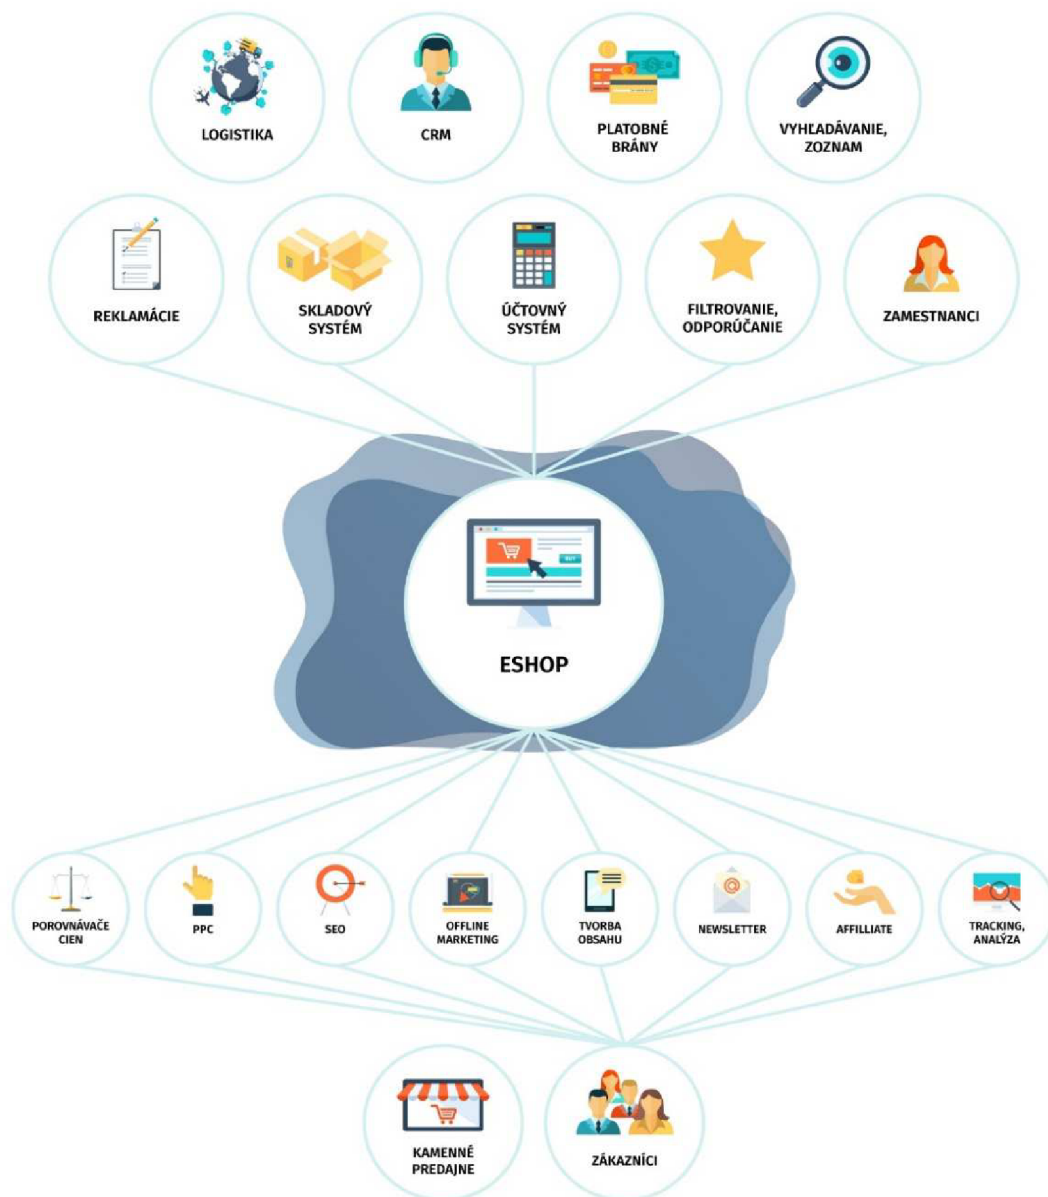 LOGISTIKA
CRM
PLATOBNÉ
BRÁNY
VYHĽADÁVANIE,
ZOZNAM
REKLAMÁCIE
SKLADOVÝ
SYSTÉM
ÚČTOVNÝ
SYSTÉM
FILTROVANIE,
ODPORÚČANIE
ZAMESTNANCI
BUY
ESHOP
POROVNÁVAČE
CIEN
PPC
SEO
OFFLINE
MARKETING
TVORBA
OBSAHU
@
NEWSLETTER
AFFILLIATE
TRACKING,
ANALÝZA
KAMENNÉ
PREDAJNE
ZÁKAZNÍCI